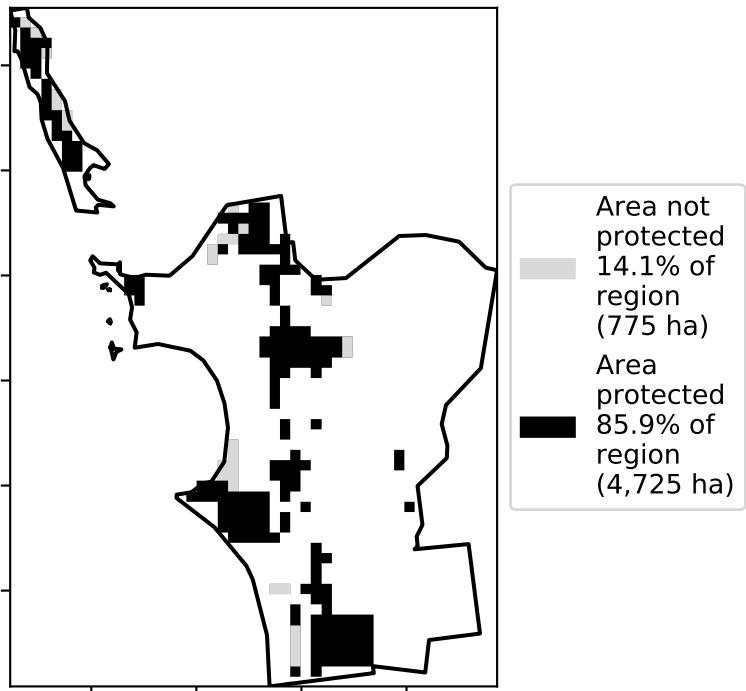 Area not
protected
14.1% of
region
(775 ha)
Area
protected
85.9% of
region
(4,725 ha)